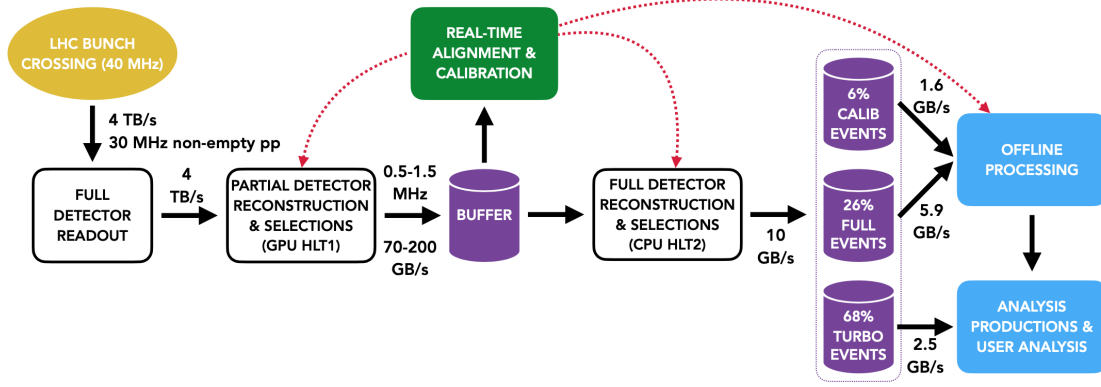 LHC BUNCH
CROSSING (40 MHz)
4 TB/s
30 MHz non-empty pp
FULL
DETECTOR
READOUT
4
TB/s
PARTIAL DETECTOR
RECONSTRUCTION
& SELECTIONS
(GPU HLT1)
REAL-TIME
ALIGNMENT &
CALIBRATION
0.5-1.5
MHz
70-200
GB/s
BUFFER
FULL DETECTOR
RECONSTRUCTION
& SELECTIONS
(CPU HLT2)
10
GB/s
6%
CALIB
EVENTS
26%
FULL
EVENTS
68%
TURBO
EVENTS
1.6
GB/s
5.9
GB/s
2.5
GB/s
OFFLINE
PROCESSING
ANALYSIS
PRODUCTIONS &
USER ANALYSIS